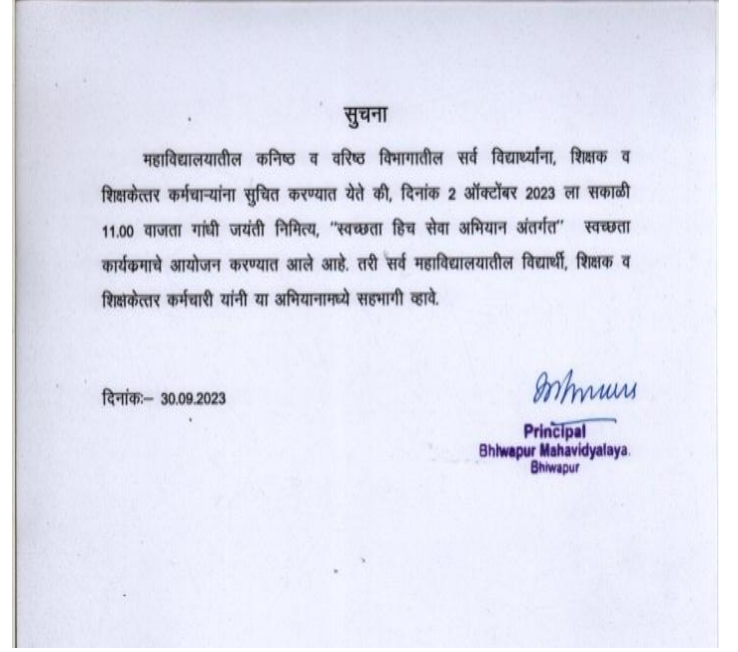 सुचना
महाविद्यालयातील कनिष्ठ व वरिष्ठ विभागातील सर्व विद्यार्थ्यांना, शिक्षक व
शिक्षकेत्तर कर्मचाऱ्यांना सुचित करण्यात येते की, दिनांक 2 ऑक्टोंबर 2023 ला सकाळी
11.00 वाजता गांधी जयंती निमित्य, "स्वच्छता हिच सेवा अभियान अंतर्गत" स्वच्छता
कार्यकमाचे आयोजन करण्यात आले आहे. तरी सर्व महाविद्यालयातील विद्यार्थी, शिक्षक व
शिक्षकेत्तर कर्मचारी यांनी या अभियानामध्ये सहभागी व्हावे.
दिनांकः– 30.09.2023
Principal
Bhiwapur Mahavidyalaya.
Bhiwapur